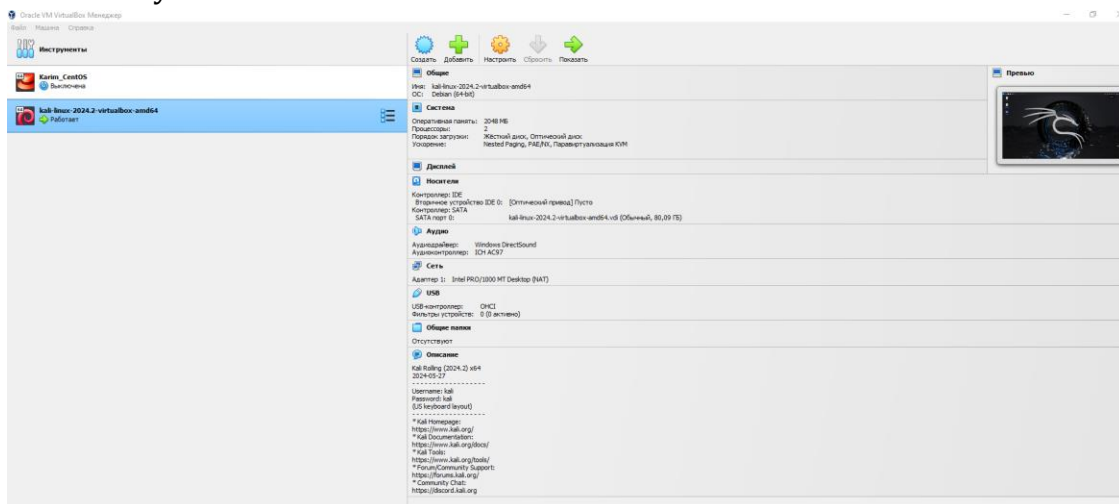 Oracle VM VirtualBox Менеджер
Файл Машина Справка
Инструменты
Karim_CentOS
Выключена
kali-linux-2024.2-virtualbox-amd64
Работает
Создать Добавить Настроить Сбросить Показать
Общие
Имя: kali-linux-2024.2-virtualbox-amd64
ОС: Debian (64-bit)
Система
Оперативная память: 2048 МБ
Процессоры: 2
Порядок загрузки: Жёсткий диск, Оптический диск
Ускорение: Nested Paging, PAE/NX, Паравиртуализация KVM
Дисплей
Носители
Контроллер: IDE
Вторичное устройство IDE 0: [Оптический привод] Пусто
Контроллер: SATA
SATA порт 0: kali-linux-2024.2-virtualbox-amd64.vdi (Обычный, 80,09 ГБ)
Аудио
Аудиодрайвер: Windows DirectSound
Аудиоконтроллер: ICH AC97
Сеть
Адаптер 1: Intel PRO/1000 MT Desktop (NAT)
USB
USB-контроллер: OHCI
Фильтры устройств: 0 (0 активно)
Общие папки
Отсутствуют
Описание
Kali Rolling (2024.2) x64
2024-05-27
- - - - - - - - - - - - - - - - - -
Username: kali
Password: kali
(US keyboard layout)
- - - - - - - - - - - - - - - - - -
* Kali Homepage:
https://www.kali.org/
* Kali Documentation:
https://www.kali.org/docs/
* Kali Tools:
https://www.kali.org/tools/
* Forum/Community Support:
https://forums.kali.org/
* Community Chat:
https://discord.kali.org
Превью